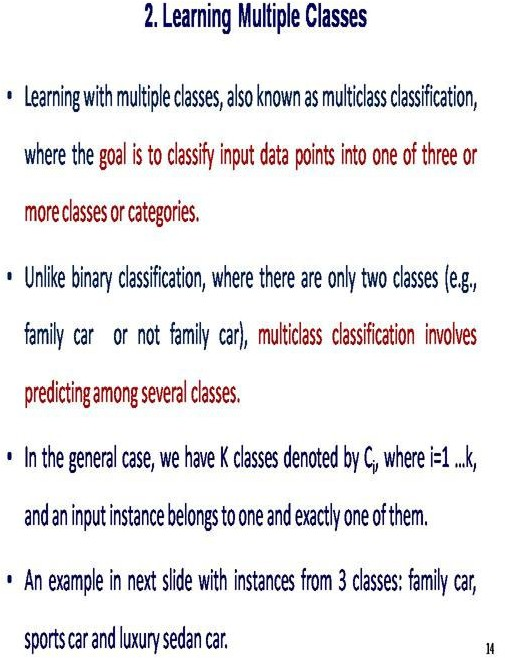 2. Learning Multiple Classes
• Learning with multiple classes, also known as multiclass classification,
where the goal is to classify input data points into one of three or
more classes or categories.
• Unlike binary classification, where there are only two classes (e.g.,
family car or not family car), multiclass classification involves
predicting among several classes.
• In the general case, we have K classes denoted by Cᵢ, where i=1 ...k,
and an input instance belongs to one and exactly one of them.
• An example in next slide with instances from 3 classes: family car,
sports car and luxury sedan car.
14